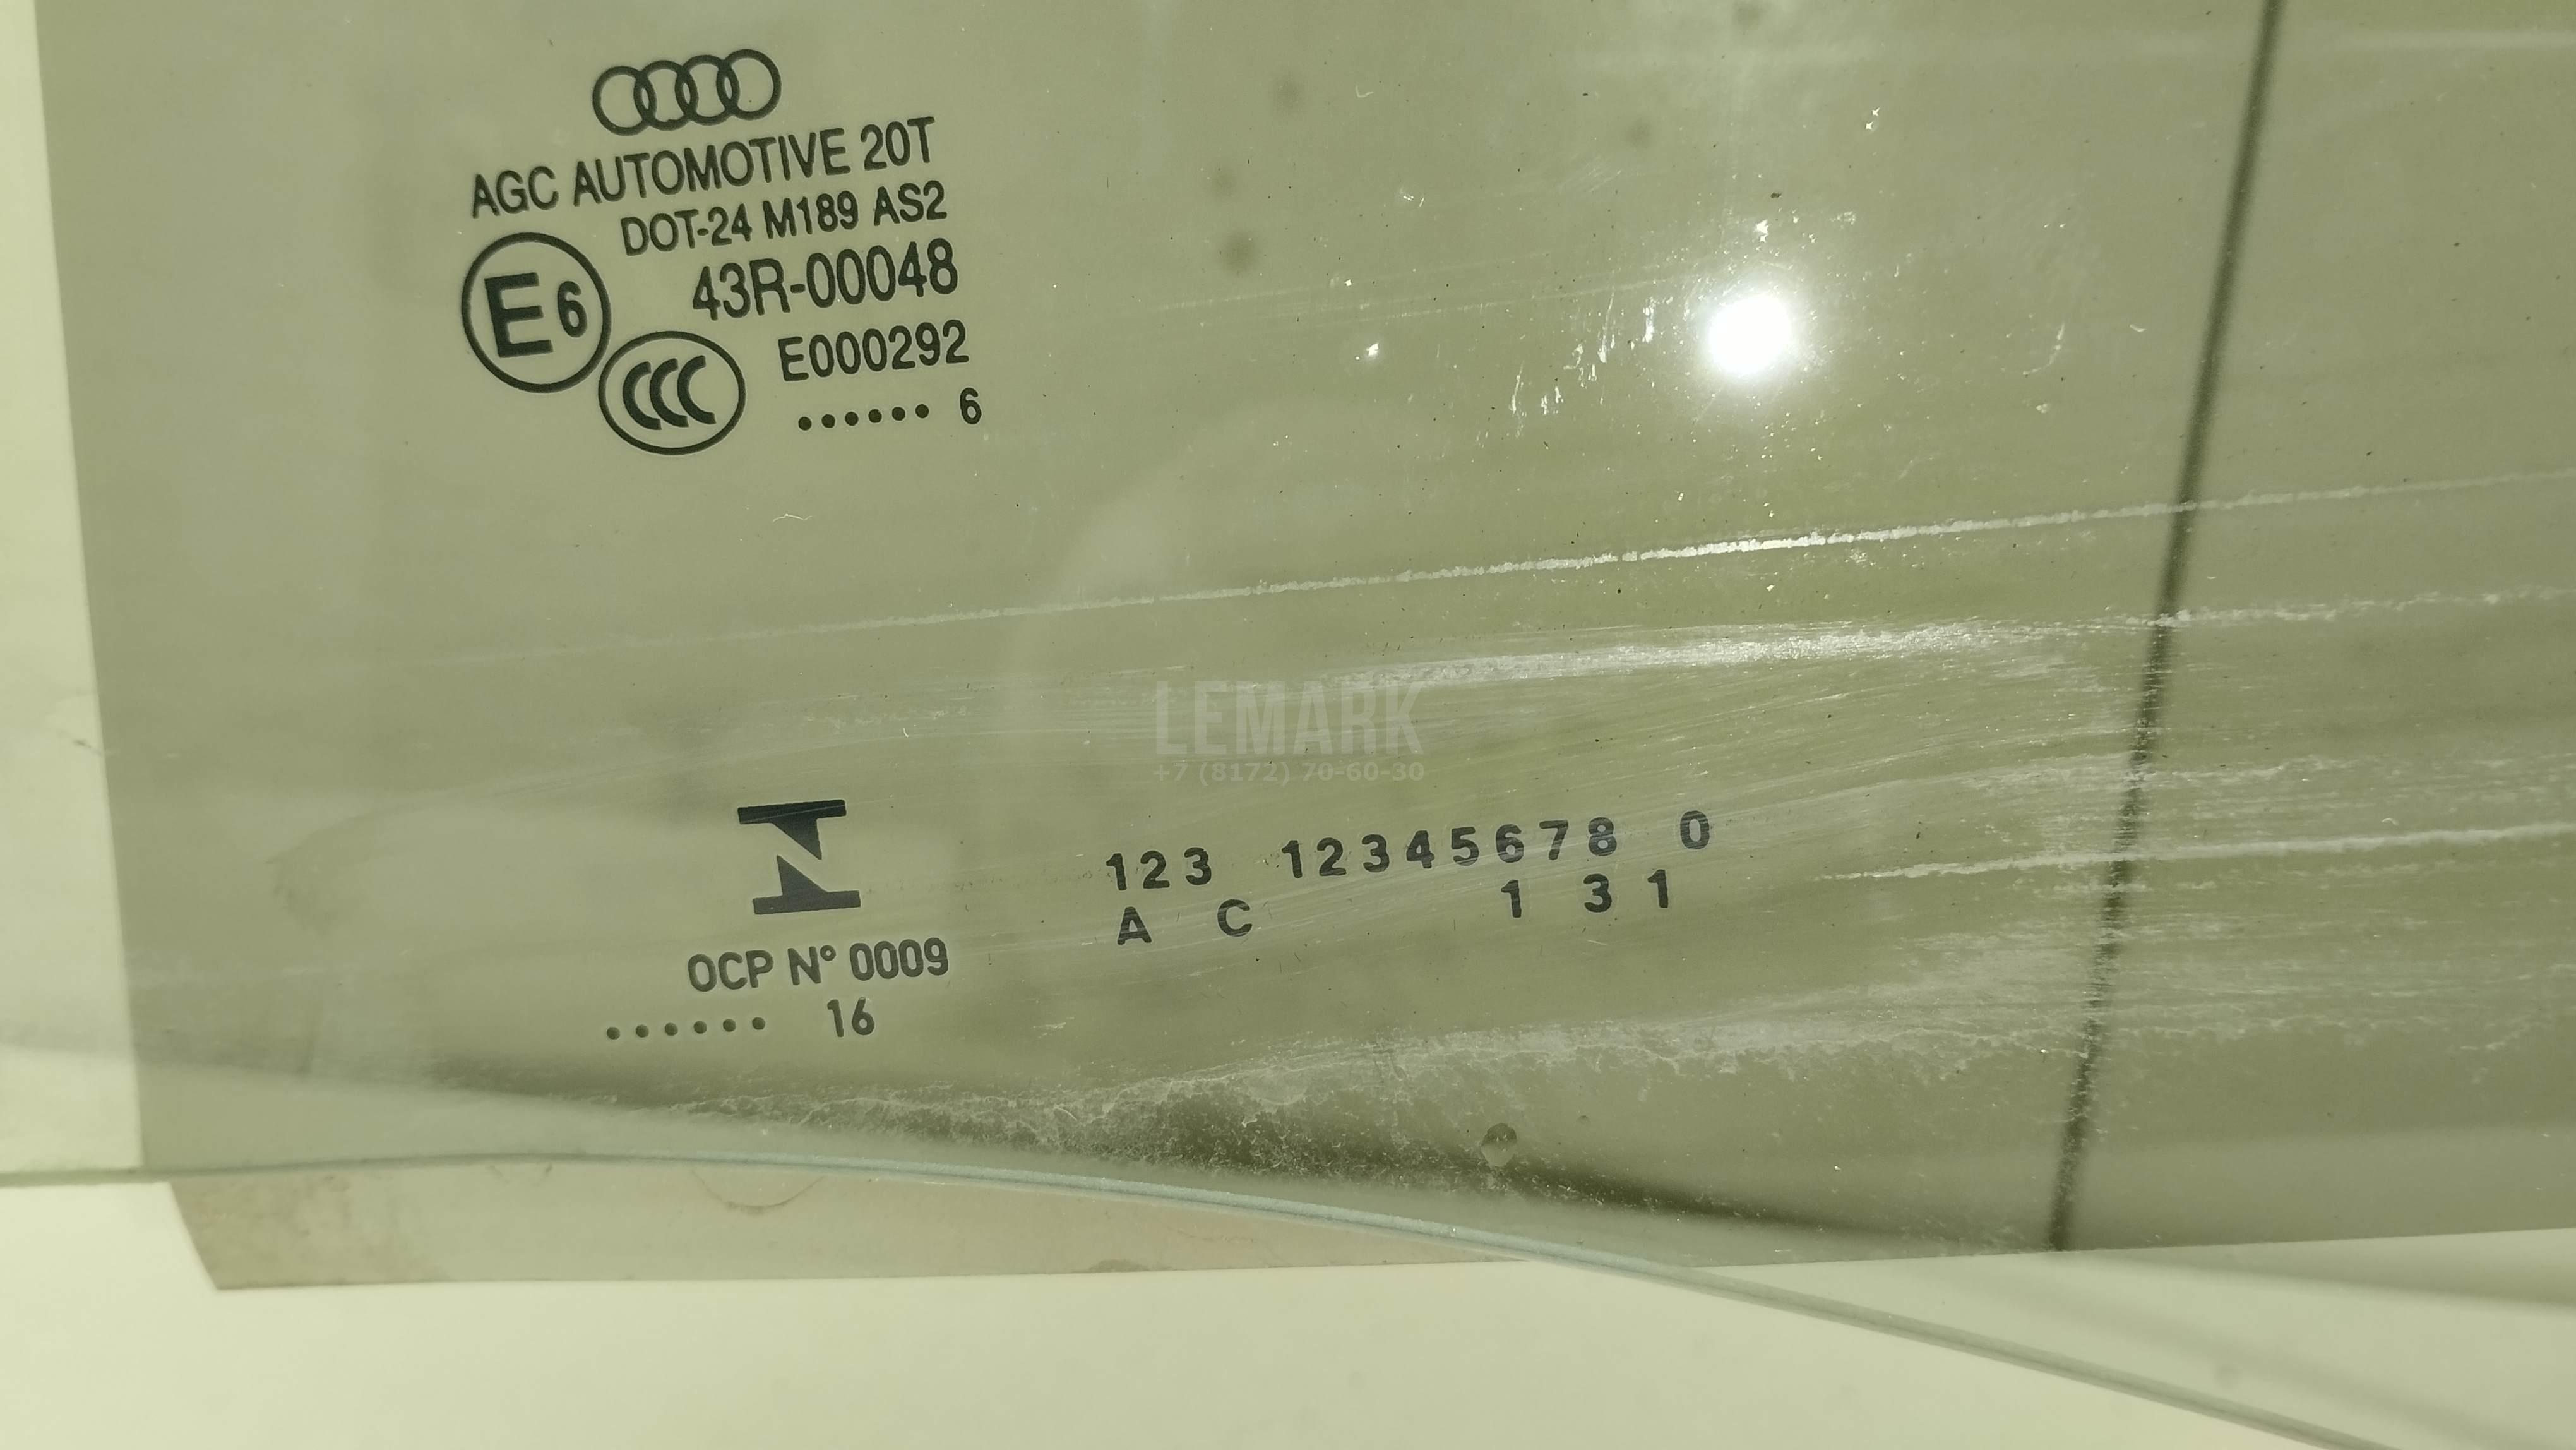 AGC AUTOMOTIVE 20T
DOT-24 M189 AS2
E6 43R-00048
CCC E000292
...... 6
LEMARK
+7 (8172) 70-60-30
123 12345678 0
A C 1 3 1
OCP N° 0009
...... 16